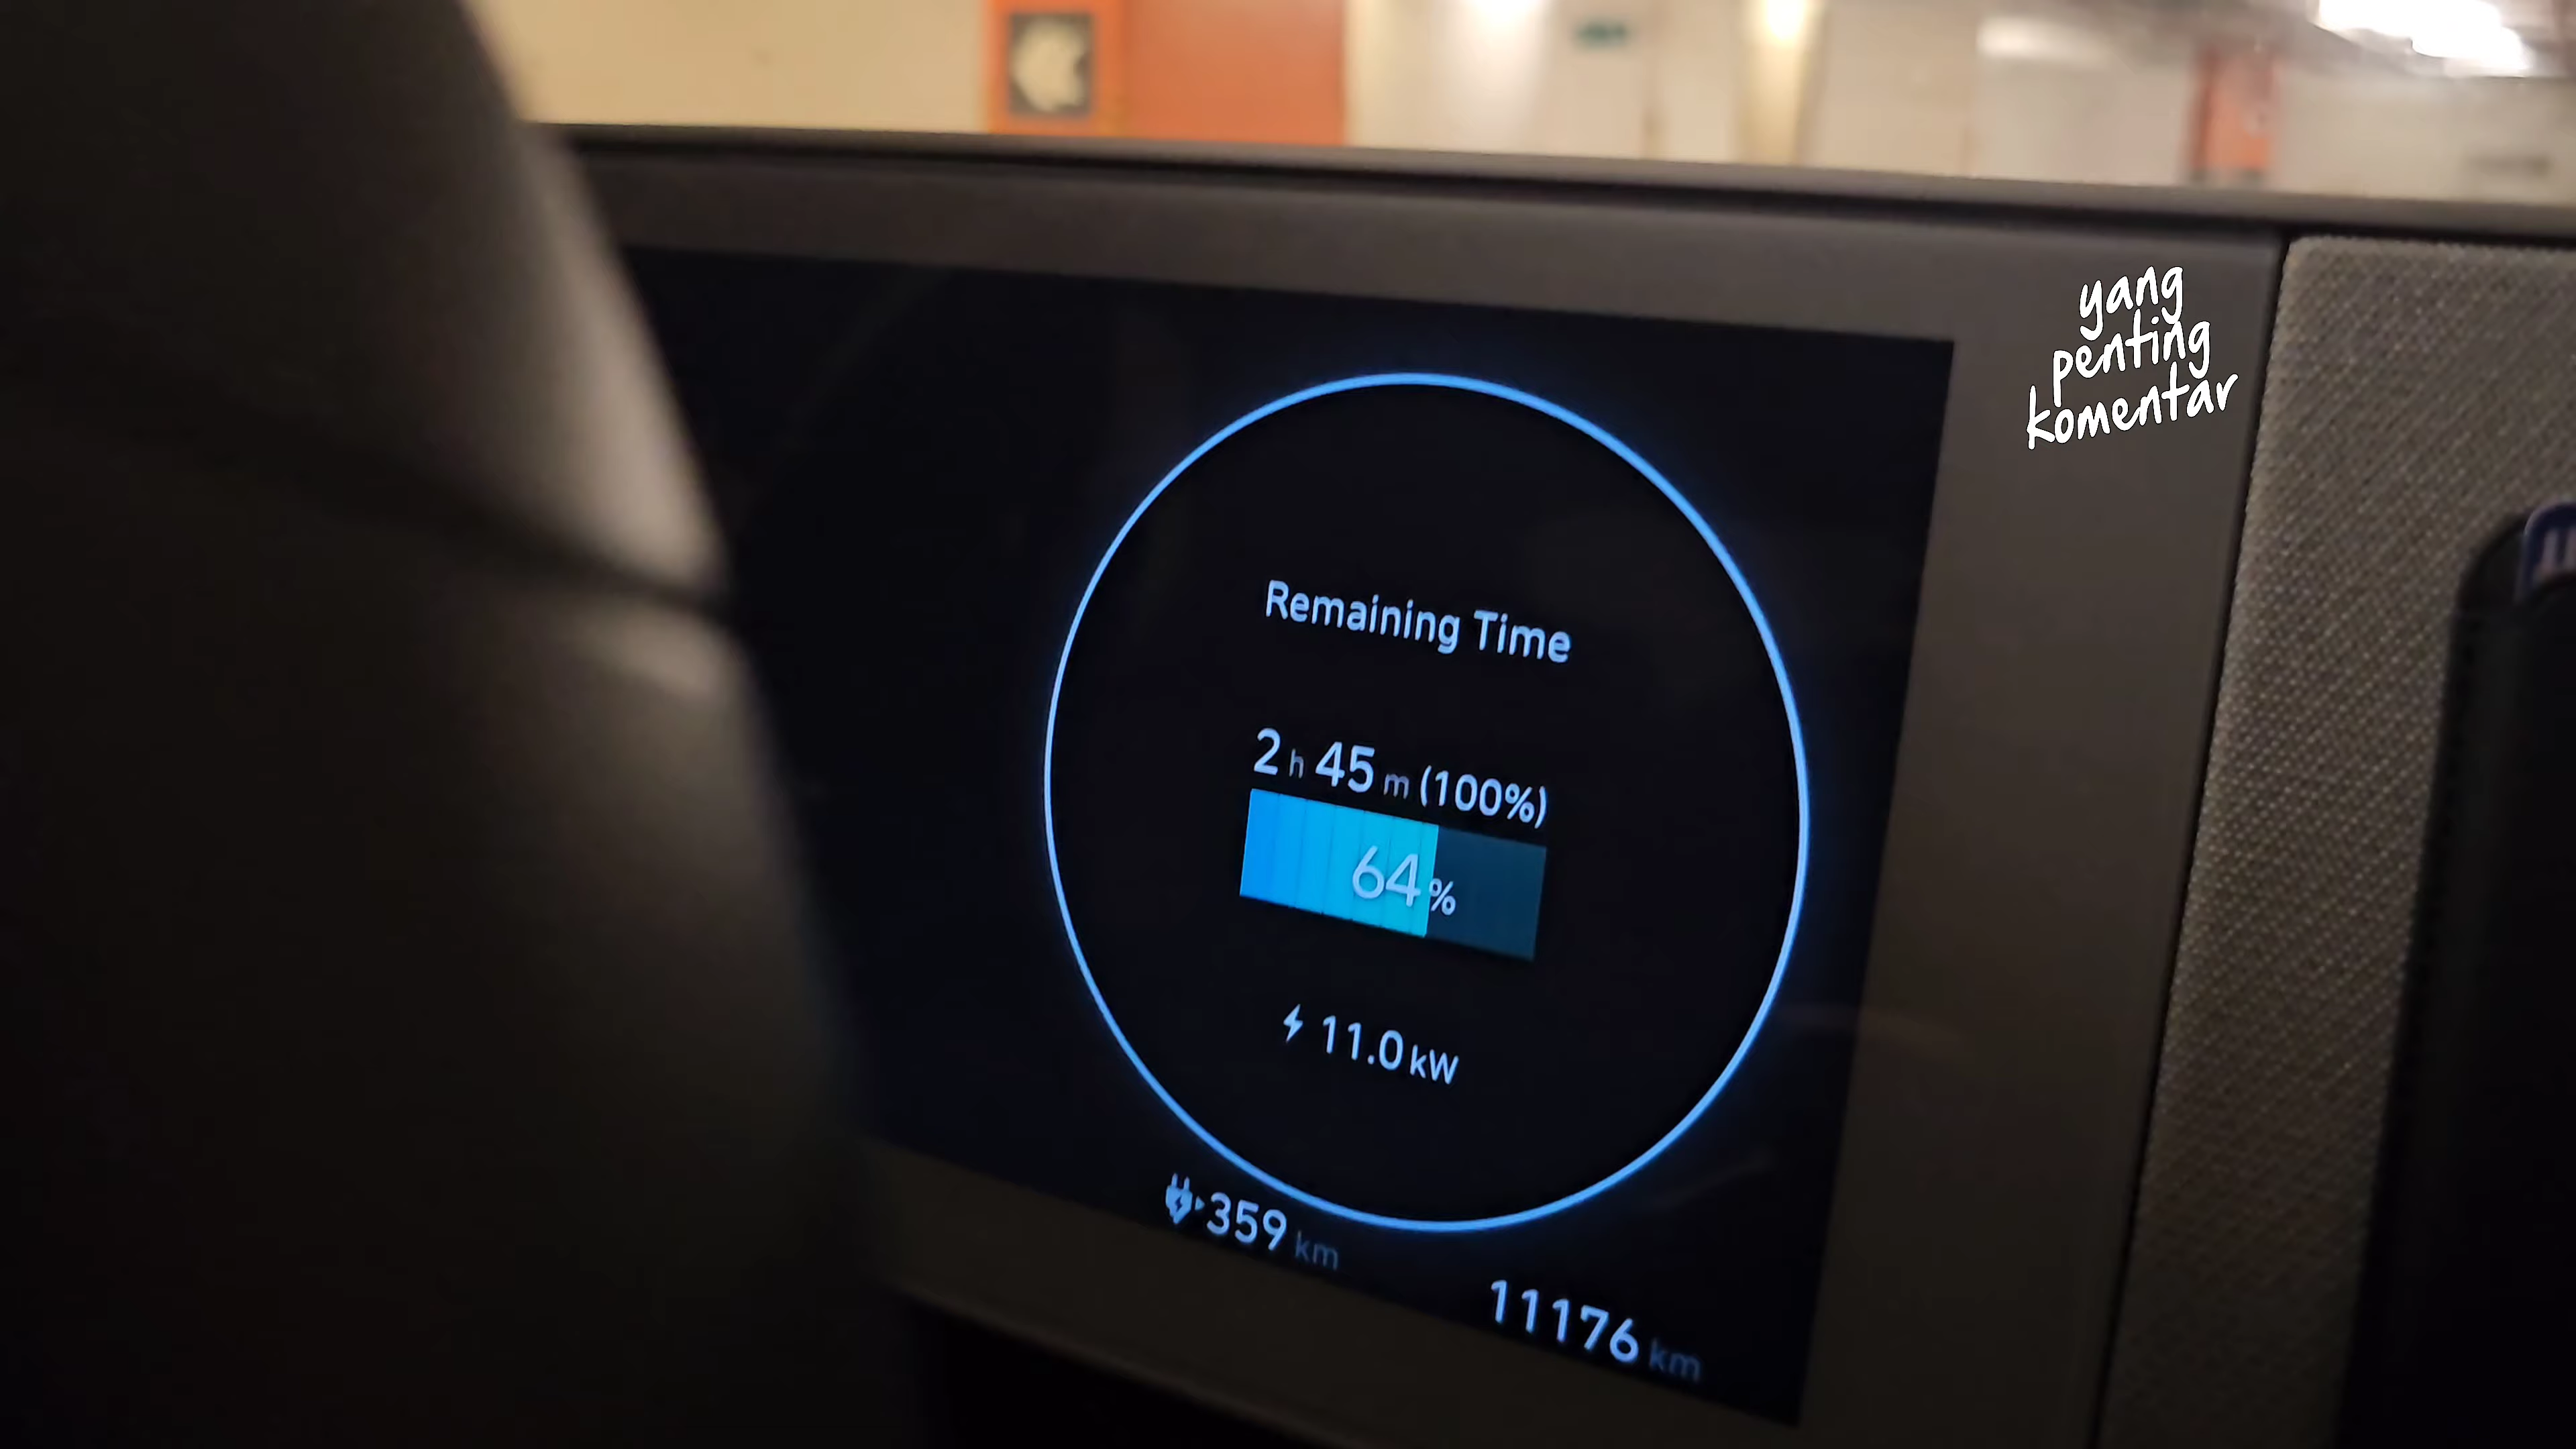 yang
penting
komentar
Remaining Time
2 h 45 m (100%)
64%
11.0 kW
359 km
11176 km